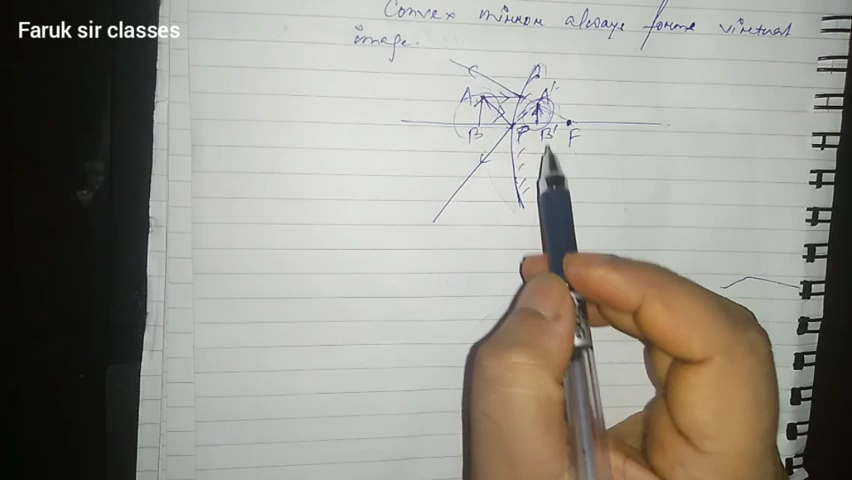 Convex mirror always forms virtual
image.
Faruk sir classes
A A'
B P B' F